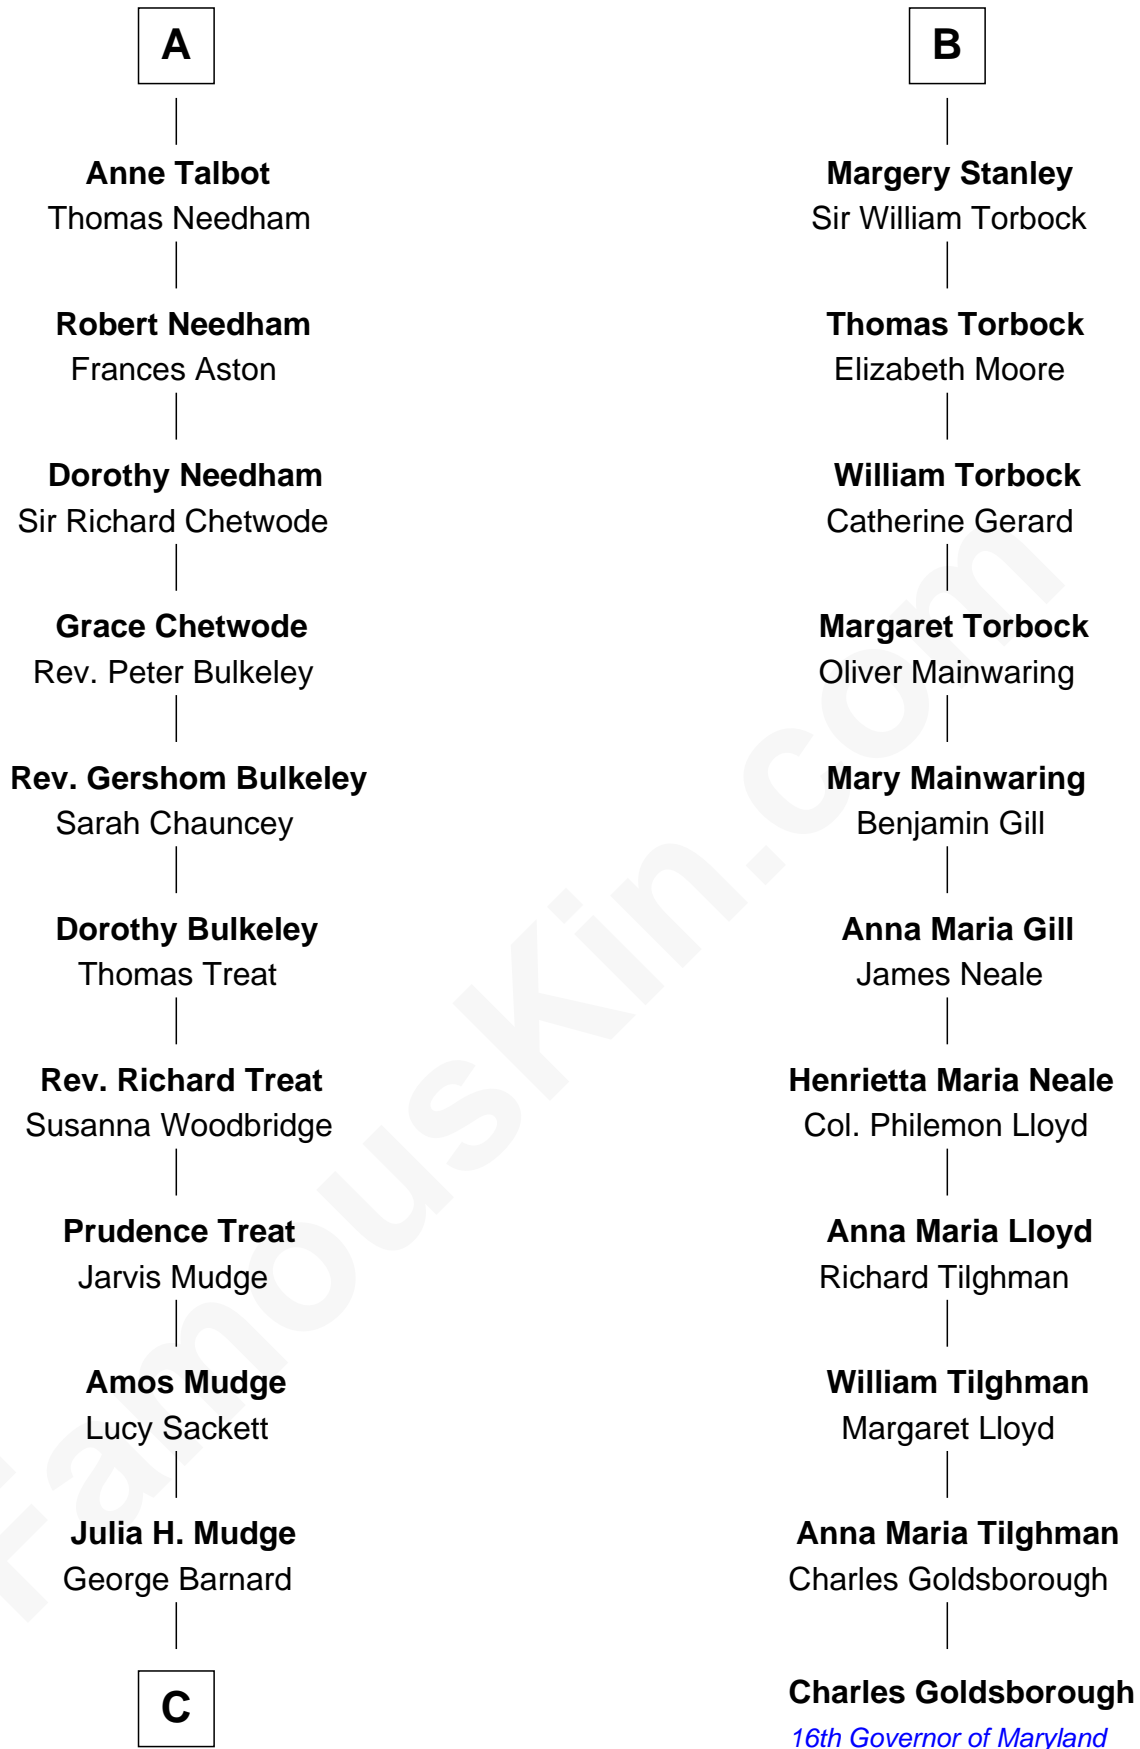 A
Anne Talbot
Thomas Needham
Robert Needham
Frances Aston
Dorothy Needham
Sir Richard Chetwode
Grace Chetwode
Rev. Peter Bulkeley
Rev. Gershom Bulkeley
Sarah Chauncey
Dorothy Bulkeley
Thomas Treat
Rev. Richard Treat
Susanna Woodbridge
Prudence Treat
Jarvis Mudge
Amos Mudge
Lucy Sackett
Julia H. Mudge
George Barnard
C
B
Margery Stanley
Sir William Torbock
Thomas Torbock
Elizabeth Moore
William Torbock
Catherine Gerard
Margaret Torbock
Oliver Mainwaring
Mary Mainwaring
Benjamin Gill
Anna Maria Gill
James Neale
Henrietta Maria Neale
Col. Philemon Lloyd
Anna Maria Lloyd
Richard Tilghman
William Tilghman
Margaret Lloyd
Anna Maria Tilghman
Charles Goldsborough
Charles Goldsborough
16th Governor of Maryland
FamousKin.com